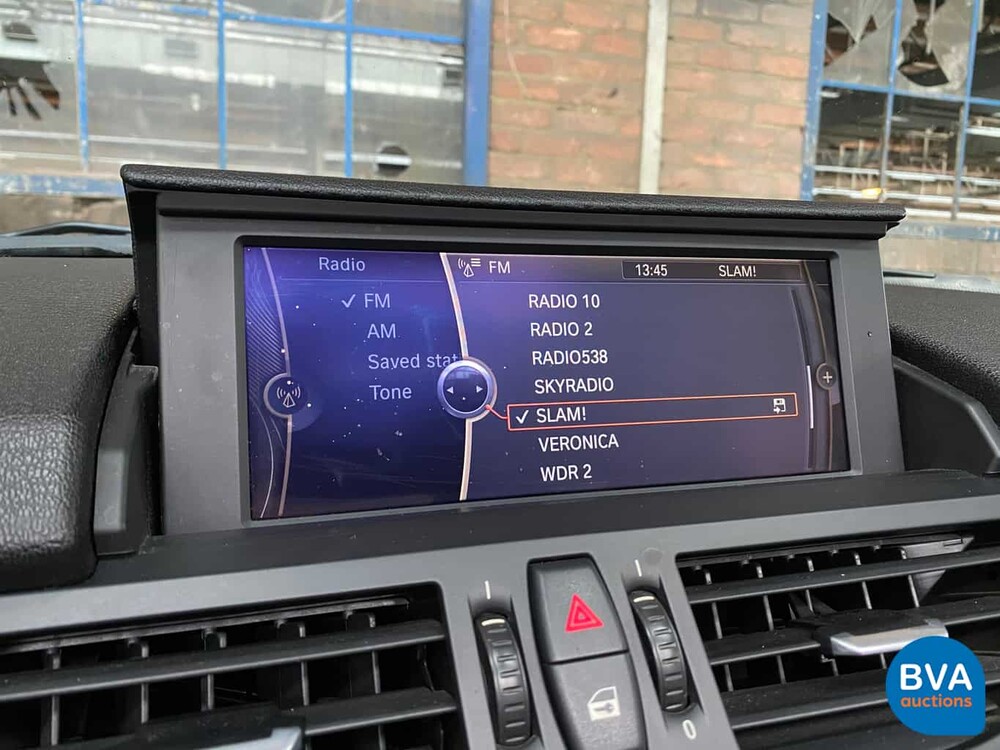 Radio
FM
AM
Saved stat
Tone
FM
13:45 SLAM!
RADIO 10
RADIO 2
RADIO538
SKYRADIO
SLAM!
VERONICA
WDR 2
+
0
BVA
auctions